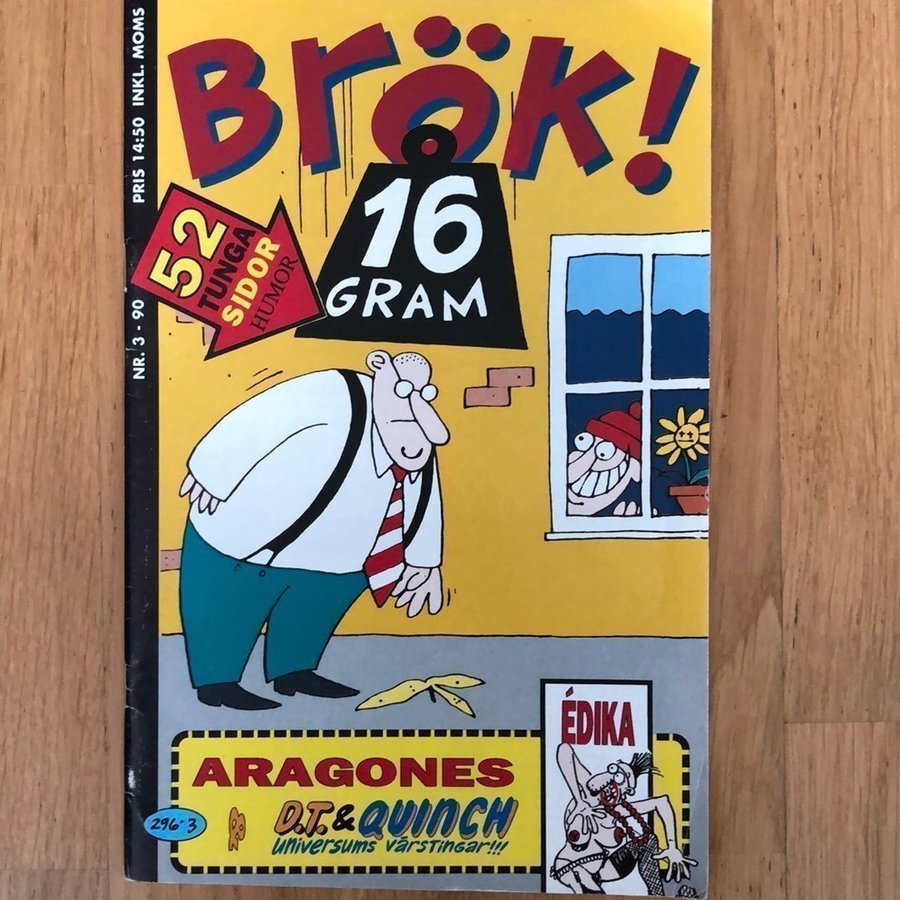 PRIS 14:50 INKL. MOMS
NR. 3 - 90
Brök!
52
TUNGA
SIDOR
HUMOR
16
GRAM
ÉDIKA
ARAGONES
D.T. & QUINCH
universums värstingar!!!
296-3